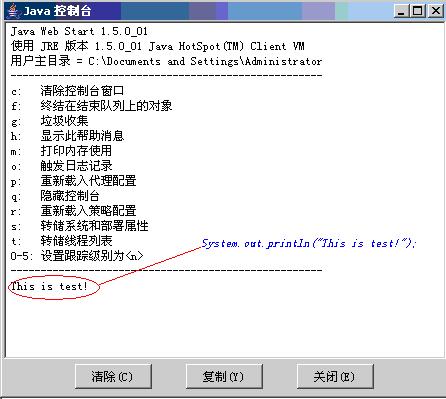 Java 控制台
Java Web Start 1.5.0_01
使用 JRE 版本 1.5.0_01 Java HotSpot(TM) Client VM
用户主目录 = C:\Documents and Settings\Administrator
----------------------------------------------------
c:   清除控制台窗口
f:   终结在结束队列上的对象
g:   垃圾收集
h:   显示此帮助消息
m:   打印内存使用
o:   触发日志记录
p:   重新载入代理配置
q:   隐藏控制台
r:   重新载入策略配置
s:   转储系统和部署属性
t:   转储线程列表
System.out.println("This is test!");
0-5: 设置跟踪级别为<n>
----------------------------------------------------
This is test!
清除(C)
复制(Y)
关闭(E)